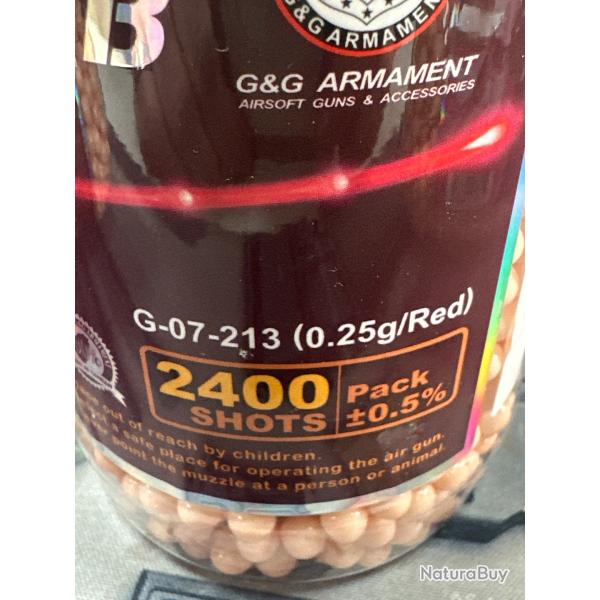 B
G&G ARMAMENT
G&G ARMAMENT
AIRSOFT GUNS & ACCESSORIES
G-07-213 (0.25g/Red)
2400 SHOTS
Pack ±0.5%
out of reach by children.
a safe place for operating the air gun.
point the muzzle at a person or animal.
NaturaBuy